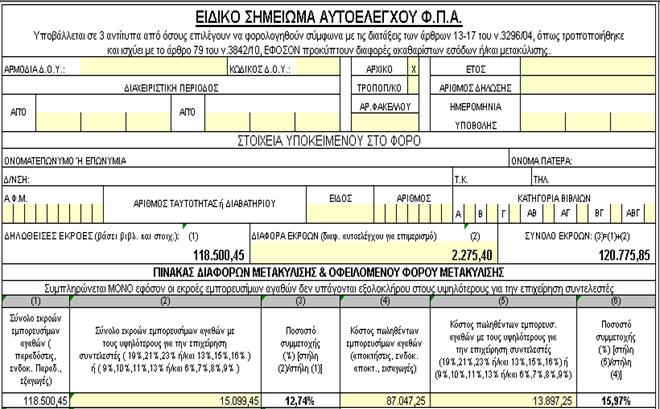 ΕΙΔΙΚΟ ΣΗΜΕΙΩΜΑ ΑΥΤΟΕΛΕΓΧΟΥ Φ.Π.Α.
Υποβάλλεται σε 3 αντίτυπα από όσους επιλέγουν να φορολογηθούν σύμφωνα με τις διατάξεις των άρθρων 13-17 του ν.3296/04, όπως τροποποιήθηκε
και ισχύει με το άρθρο 79 του ν.3842/10, ΕΦΟΣΟΝ προκύπτουν διαφορές ακαθαρίστων εσόδων ή/και μετακύλισης.
ΑΡΜΟΔΙΑ Δ.Ο.Υ.: ΚΩΔΙΚΟΣ Δ.Ο.Υ.: ΑΡΧΙΚΟ X ΕΤΟΣ
ΔΙΑΧΕΙΡΙΣΤΙΚΗ ΠΕΡΙΟΔΟΣ ΤΡΟΠΟΠ/ΚΟ ΑΡΙΘΜΟΣ ΔΗΛΩΣΗΣ
ΑΠΟ ΑΠΟ ΑΡ.ΦΑΚΕΛΛΟΥ ΗΜΕΡΟΜΗΝΙΑ
ΥΠΟΒΟΛΗΣ
ΣΤΟΙΧΕΙΑ ΥΠΟΚΕΙΜΕΝΟΥ ΣΤΟ ΦΟΡΟ
ΟΝΟΜΑΤΕΠΩΝΥΜΟ Ή ΕΠΩΝΥΜΙΑ ΟΝΟΜΑ ΠΑΤΕΡΑ:
Δ/ΝΣΗ: Τ.Κ. ΤΗΛ.
Α.Φ.Μ. ΑΡΙΘΜΟΣ ΤΑΥΤΟΤΗΤΑΣ ή ΔΙΑΒΑΤΗΡΙΟΥ ΕΙΔΟΣ ΑΡΙΘΜΟΣ ΚΑΤΗΓΟΡΙΑ ΒΙΒΛΙΩΝ
Α Β Γ ΑΒ ΑΓ ΒΓ ΑΒΓ
ΔΗΛΩΘΕΙΣΕΣ ΕΚΡΟΕΣ (βάσει βιβλ. και στοιχ.): (1) ΔΙΑΦΟΡΑ ΕΚΡΟΩΝ (διαφ. αυτοελέγχου για επιμερισμό) (2) ΣΥΝΟΛΟ ΕΚΡΟΩΝ: (3)=(1)+(2)
118.500,45 2.275,40 120.775,85
ΠΙΝΑΚΑΣ ΔΙΑΦΟΡΩΝ ΜΕΤΑΚΥΛΙΣΗΣ & ΟΦΕΙΛΟΜΕΝΟΥ ΦΟΡΟΥ ΜΕΤΑΚΥΛΙΣΗΣ
Συμπληρώνεται ΜΟΝΟ εφόσον οι εκροές εμπορευσίμων αγαθών δεν υπάγονται εξολοκλήρου στους υψηλότερους για την επιχείρηση συντελεστές
(1) (2) (3) (4) (5) (6)
Σύνολο εκροών
εμπορευσίμων
αγαθών (
παραδόσεις,
ενδοκ. Παραδ.,
εξαγωγές)
Σύνολο εκροών εμπορευσίμων αγαθών με
τους υψηλότερους για την επιχείρηση
συντελεστές ( 19%,21%,23% ή/και 13%,15%,16% )
ή ( 9%,10%,11%,13% ή/και 6%,7%,8%,9%)
Ποσοστό
συμμετοχής
(%) [στήλη
(2)/στήλη (1)]
Κόστος
πωληθέντων
εμπορευσίμων
αγαθών
(αποκτήσεις, ενδοκ.
αποκτ., εισαγωγές)
Κόστος πωληθέντων εμπορευσ.
αγαθών με τους υψηλότερους για
την επιχείρηση συντελεστές
(19%,21%,23% ή/και 13%,15%,16%) ή
(9%,10%,11%,13% ή/και 6%,7%,8%,9%)
Ποσοστό
συμμετοχής
(%) [στήλη
(5)/στήλη
(4)]
118.500,45 15.099,45 12,74% 87.047,25 13.897,25 15,97%